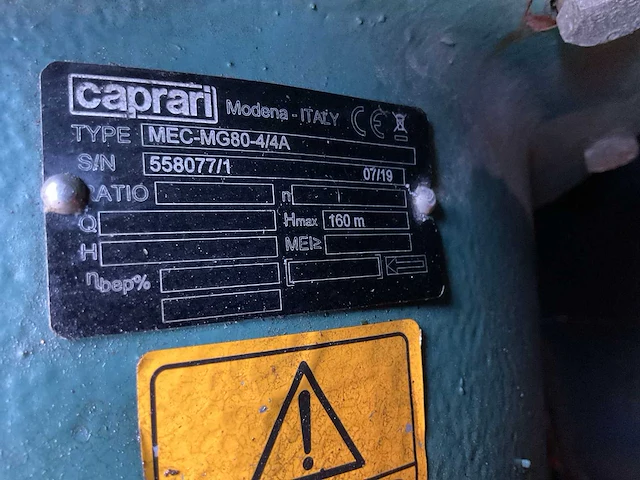 caprari Modena - ITALY CE
TYPE MEC-MG80-4/4A
S/N 558077/1 07/19
RATIO n
Q Hmax 160 m
H MEI≥
ηbep%
!